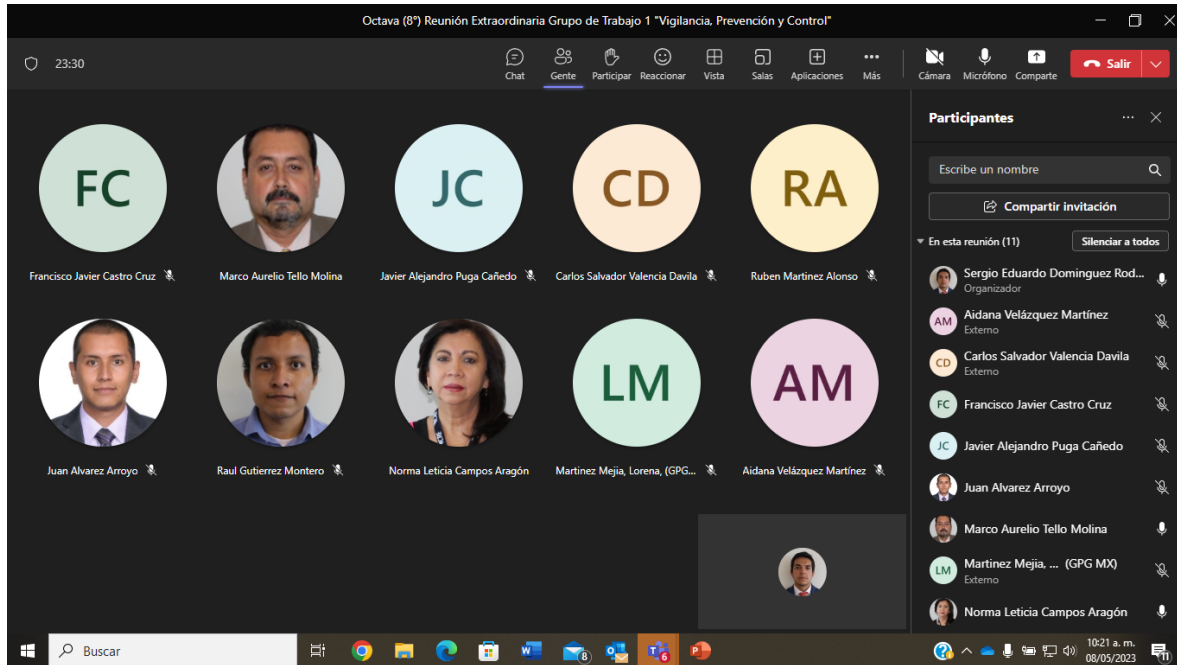 Octava (8°) Reunión Extraordinaria Grupo de Trabajo 1 "Vigilancia, Prevención y Control"
23:30
Chat
Gente
Participar
Reaccionar
Vista
Salas
Aplicaciones
Más
Cámara
Micrófono
Comparte
Salir
FC
JC
CD
RA
Francisco Javier Castro Cruz
Marco Aurelio Tello Molina
Javier Alejandro Puga Cañedo
Carlos Salvador Valencia Davila
Ruben Martinez Alonso
LM
AM
Juan Alvarez Arroyo
Raul Gutierrez Montero
Norma Leticia Campos Aragón
Martinez Mejia, Lorena, (GPG...
Aidana Velázquez Martínez
Participantes
Escribe un nombre
Compartir invitación
En esta reunión (11)
Silenciar a todos
Sergio Eduardo Dominguez Rod...
Organizador
AM
Aidana Velázquez Martínez
Externo
CD
Carlos Salvador Valencia Davila
Externo
FC
Francisco Javier Castro Cruz
JC
Javier Alejandro Puga Cañedo
Juan Alvarez Arroyo
Marco Aurelio Tello Molina
LM
Martinez Mejia, ... (GPG MX)
Externo
Norma Leticia Campos Aragón
Buscar
8
6
10:21 a. m.
08/05/2023
11